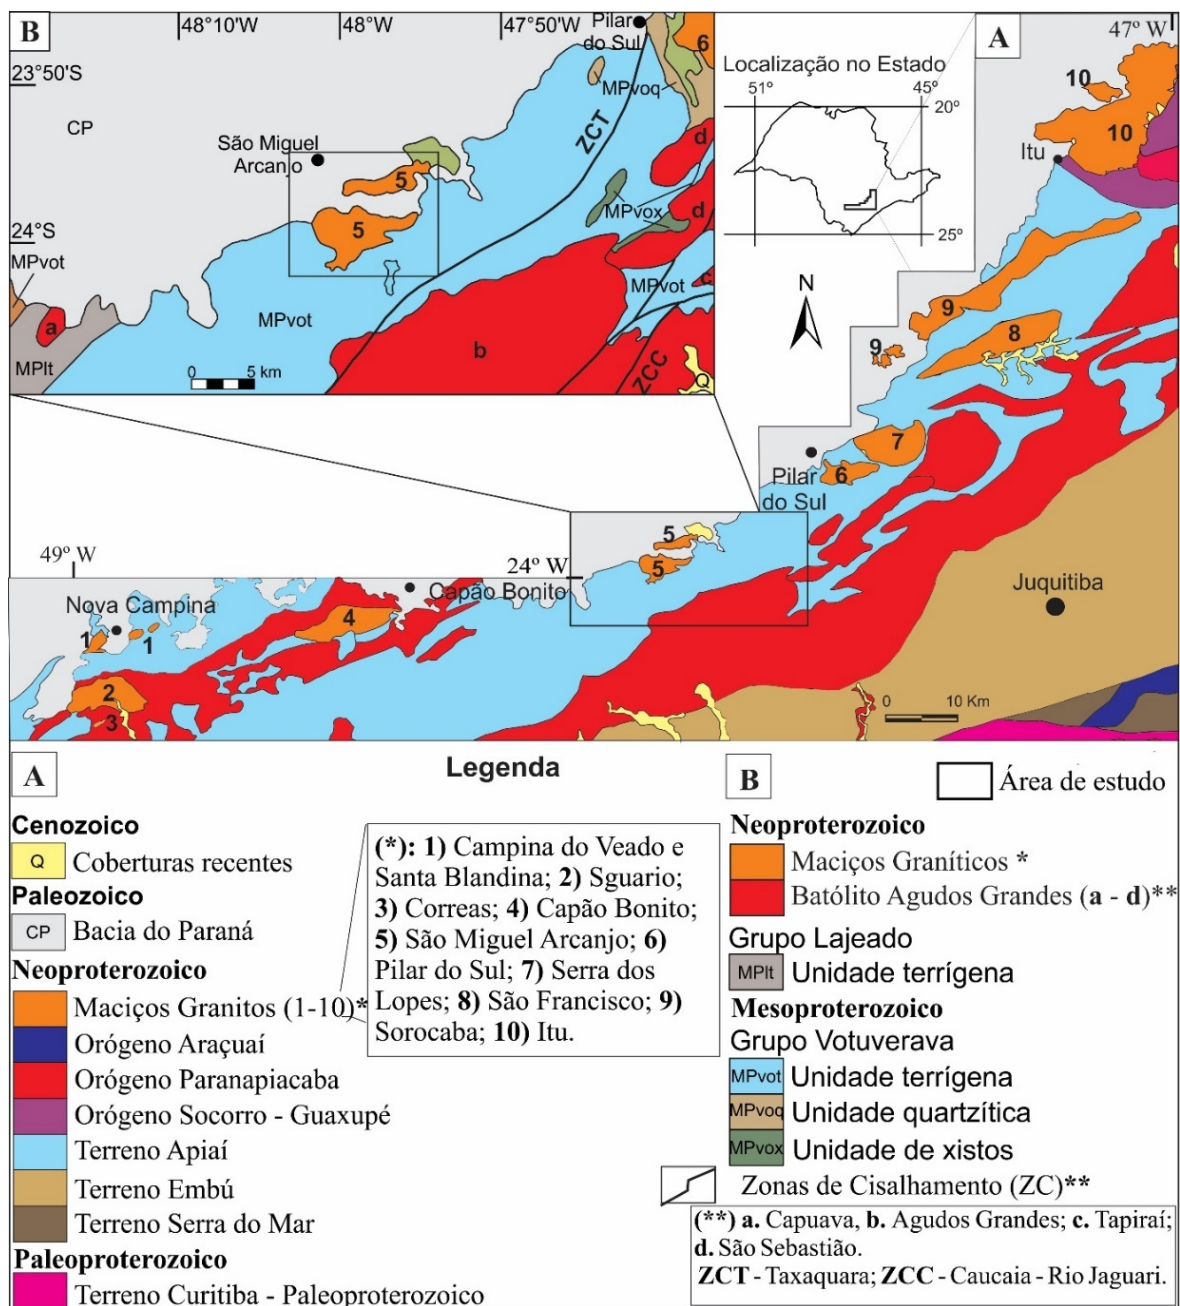 B
48°10'W
48°W
47°50'W
Pilar
do Sul
6
A
47° W
23°50'S
MPvoq
Localização no Estado
51°
45°
20°
10
10
CP
São Miguel
Arcanjo
ZCT
d
Itu
5
5
MPvox
d
24°S
25°
MPvot
MPvot
c
N
9
8
9
a
MPvot
b
MPlt
0
5 km
ZCC
Q
7
6
Pilar
do Sul
49° W
24° W
5
5
Nova Campina
Capão Bonito
Juquitiba
1
1
4
2
3
0
10 Km
A
Legenda
B
Área de estudo
Cenozoico
Q
Coberturas recentes
Paleozoico
CP
Bacia do Paraná
Neoproterozoico
Maciços Granitos (1-10)*
Orógeno Araçuaí
Orógeno Paranapiacaba
Orógeno Socorro - Guaxupé
Terreno Apiaí
Terreno Embú
Terreno Serra do Mar
Paleoproterozoico
Terreno Curitiba - Paleoproterozoico
(*): 1) Campina do Veado e
Santa Blandina; 2) Sguario;
3) Correas; 4) Capão Bonito;
5) São Miguel Arcanjo; 6)
Pilar do Sul; 7) Serra dos
Lopes; 8) São Francisco; 9)
Sorocaba; 10) Itu.
Neoproterozoico
Maciços Graníticos *
Batólito Agudos Grandes (a - d)**
Grupo Lajeado
MPlt
Unidade terrígena
Mesoproterozoico
Grupo Votuverava
MPvot
Unidade terrígena
MPvoq
Unidade quartzítica
MPvox
Unidade de xistos
Zonas de Cisalhamento (ZC)**
(**) a. Capuava, b. Agudos Grandes; c. Tapiraí;
d. São Sebastião.
ZCT - Taxaquara; ZCC - Caucaia - Rio Jaguari.